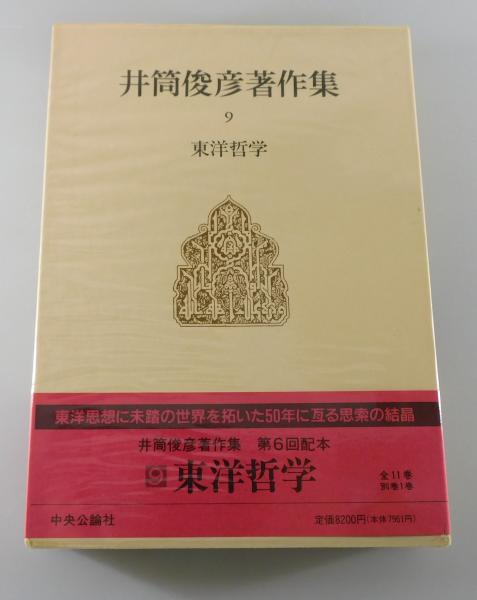 井筒俊彦著作集
9
東洋哲学
東洋思想に未踏の世界を拓いた50年に亙る思索の結晶
井筒俊彦著作集 第6回配本
9 東洋哲学
全11巻
別巻1巻
中央公論社
定価8200円(本体7961円)